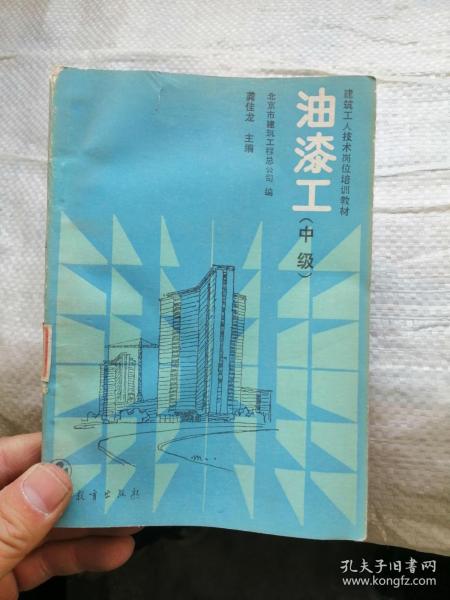 建筑工人技术岗位培训教材
油漆工
（中级）
北京市建筑工程总公司 编
龚佳龙 主编
教育出版社
孔夫子旧书网
www.kongfz.com